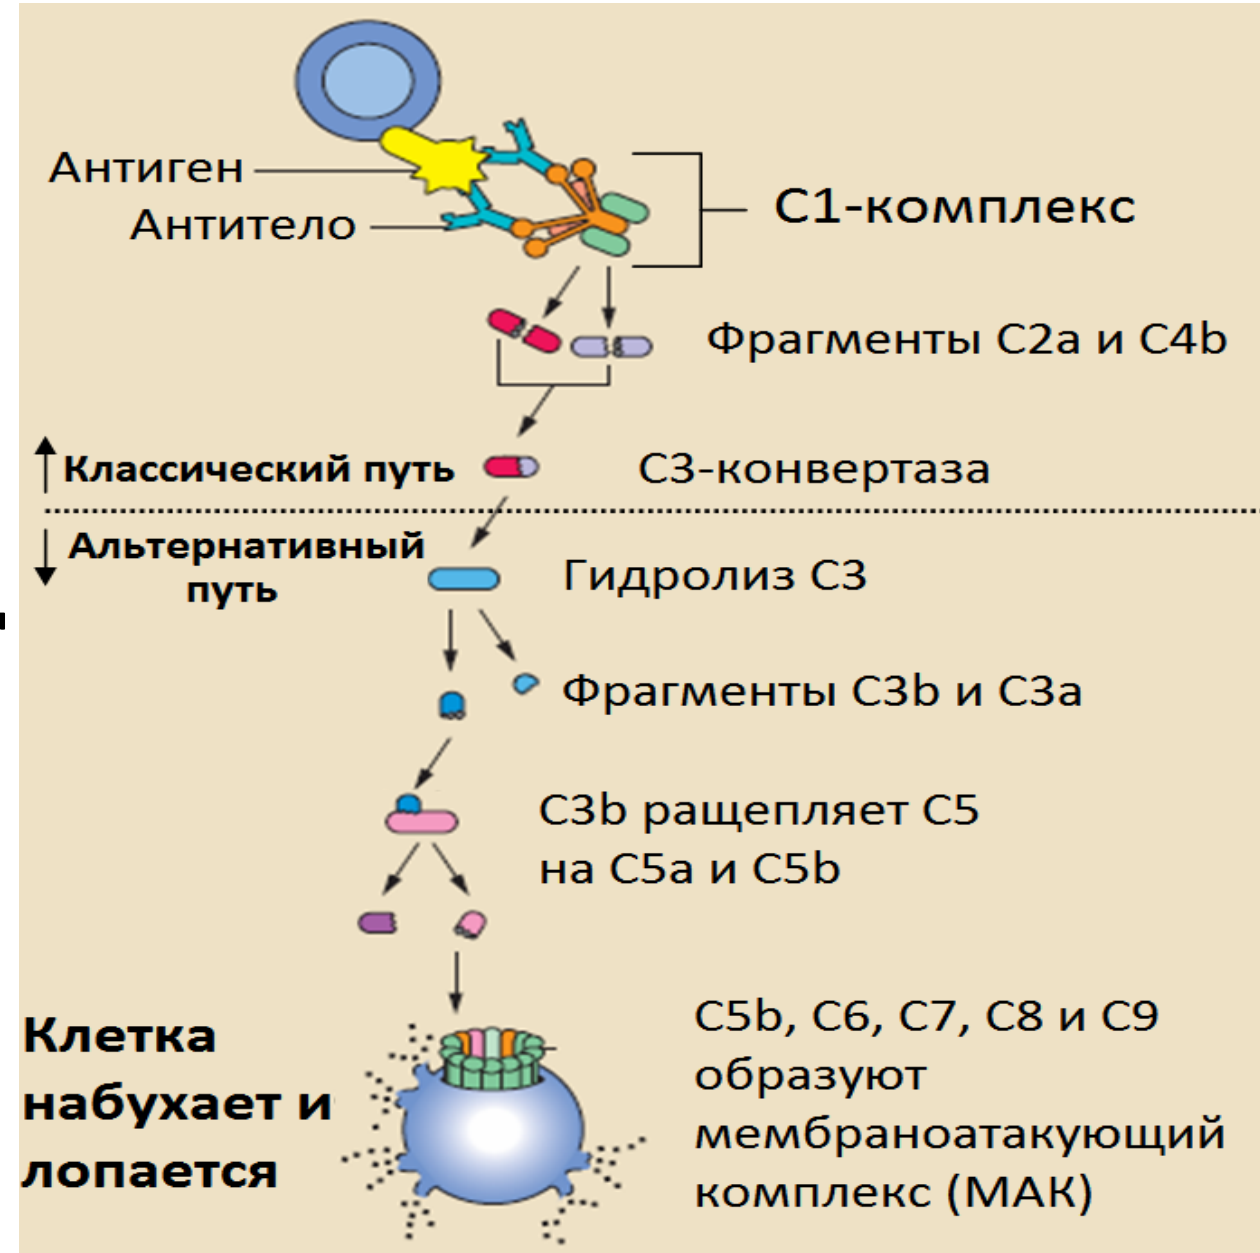 Антиген
Антитело
С1-комплекс
Фрагменты С2а и С4b
Классический путь
С3-конвертаза
Альтернативный
путь
Гидролиз С3
Фрагменты С3b и С3а
С3b ращепляет С5
на С5а и С5b
Клетка
набухает и
лопается
С5b, С6, С7, С8 и С9
образуют
мембраноатакующий
комплекс (МАК)